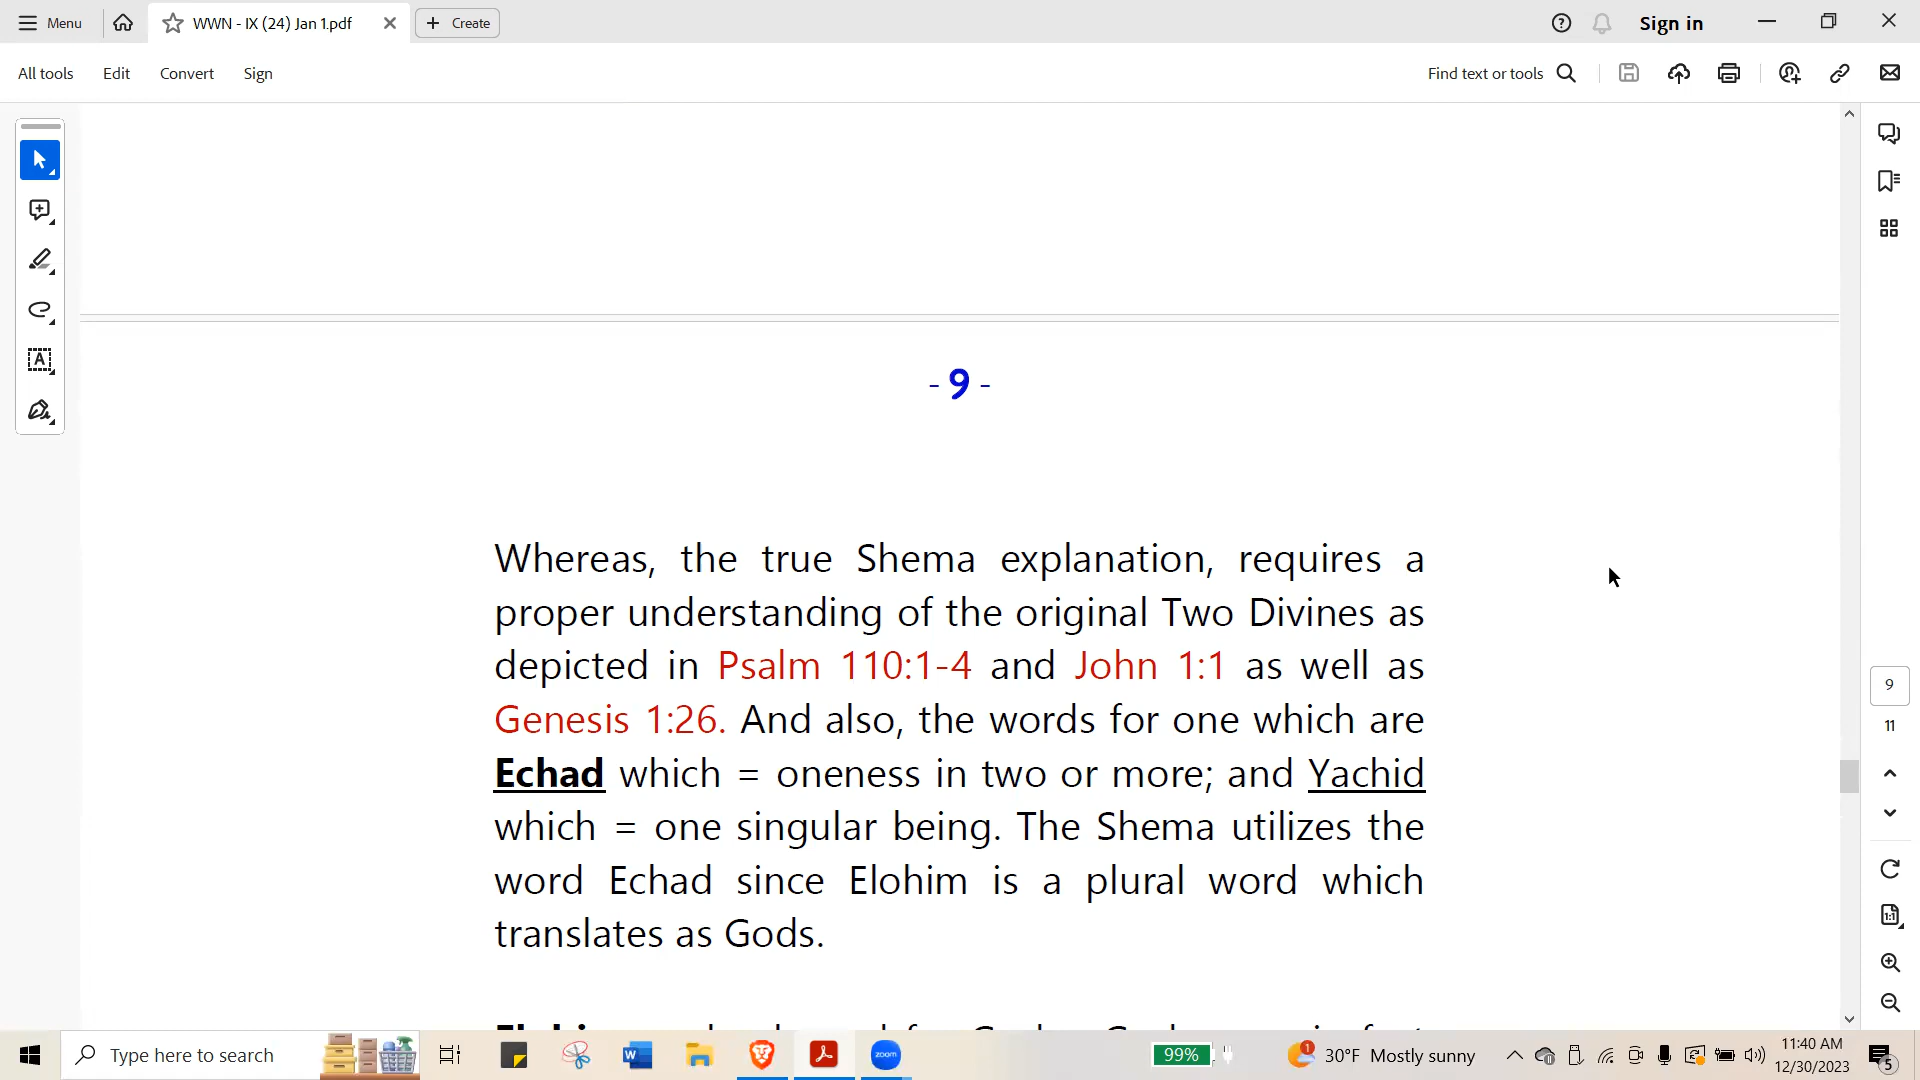 Menu
WWN - IX (24) Jan 1.pdf
Create
Sign in
All tools Edit Convert Sign
Find text or tools
- 9 -
Whereas, the true Shema explanation, requires a
proper understanding of the original Two Divines as
depicted in Psalm 110:1-4 and John 1:1 as well as
Genesis 1:26. And also, the words for one which are
Echad which = oneness in two or more; and Yachid
which = one singular being. The Shema utilizes the
word Echad since Elohim is a plural word which
translates as Gods.
9
11
Type here to search
zoom
99%
1
30°F Mostly sunny
11:40 AM
12/30/2023
5